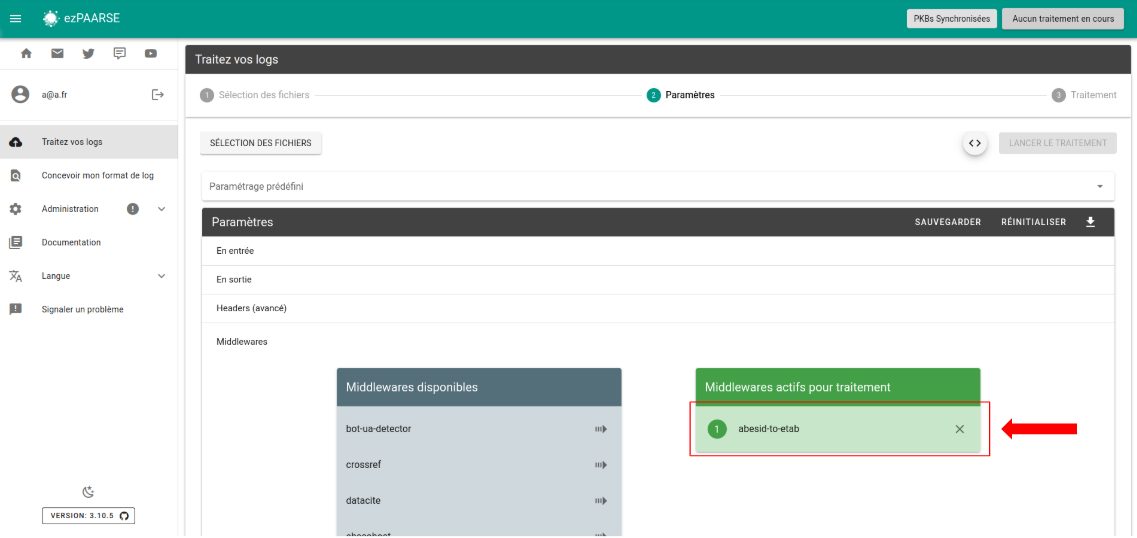 ezPAARSE
PKBs Synchronisées
Aucun traitement en cours
a@a.fr
Traitez vos logs
Concevoir mon format de log
Administration
Documentation
Langue
Signaler un problème
VERSION: 3.10.5
Traitez vos logs
1 Sélection des fichiers
2 Paramètres
3 Traitement
SÉLECTION DES FICHIERS
LANCER LE TRAITEMENT
Paramétrage prédéfini
Paramètres
SAUVEGARDER
RÉINITIALISER
En entrée
En sortie
Headers (avancé)
Middlewares
Middlewares disponibles
bot-ua-detector
crossref
datacite
Middlewares actifs pour traitement
1 abesid-to-etab